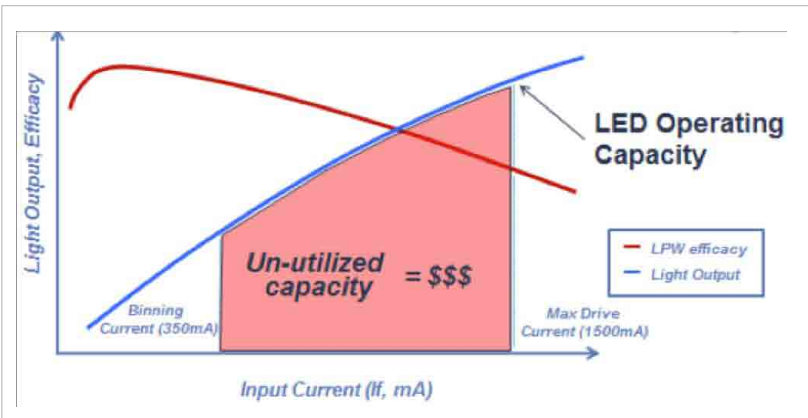 Light Output, Efficacy
LED Operating
Capacity
LPW efficacy
Light Output
Un-utilized
capacity = $$$
Binning
Current (350mA)
Max Drive
Current (1500mA)
Input Current (If, mA)